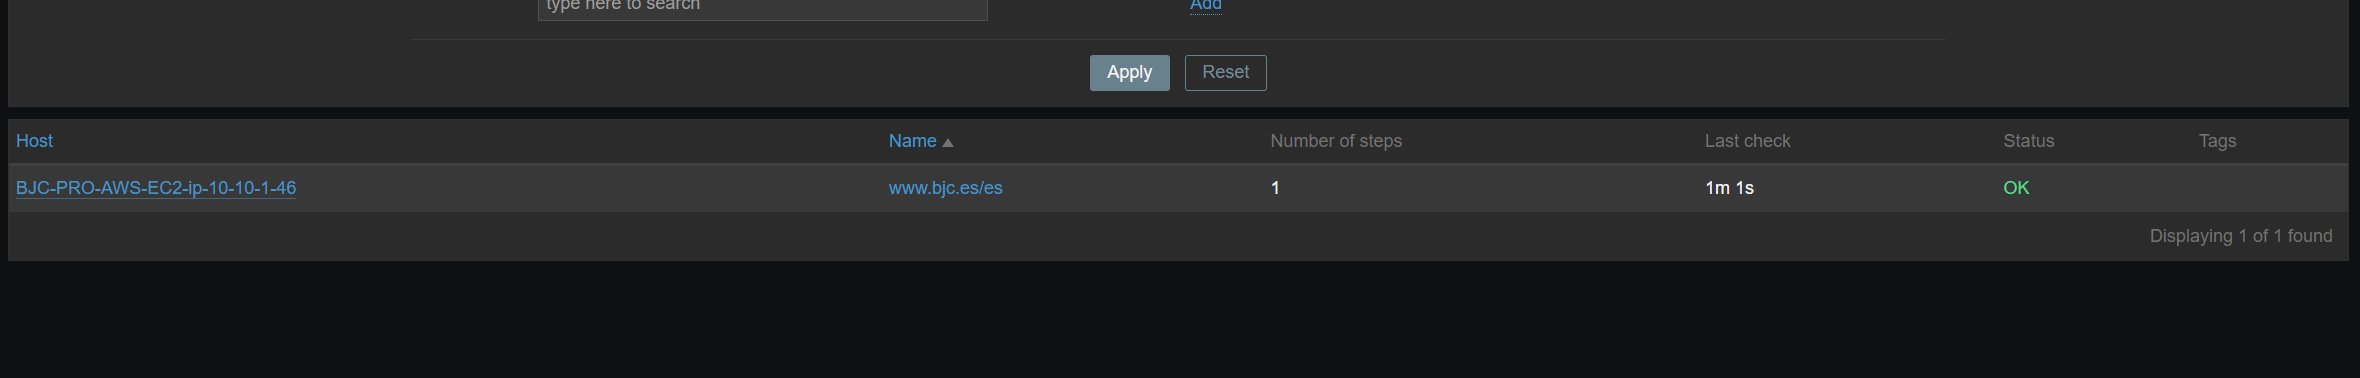 type here to search Add
Apply Reset
Host Name Number of steps Last check Status Tags
BJC-PRO-AWS-EC2-ip-10-10-1-46 www.bjc.es/es 1 1m 1s OK
Displaying 1 of 1 found